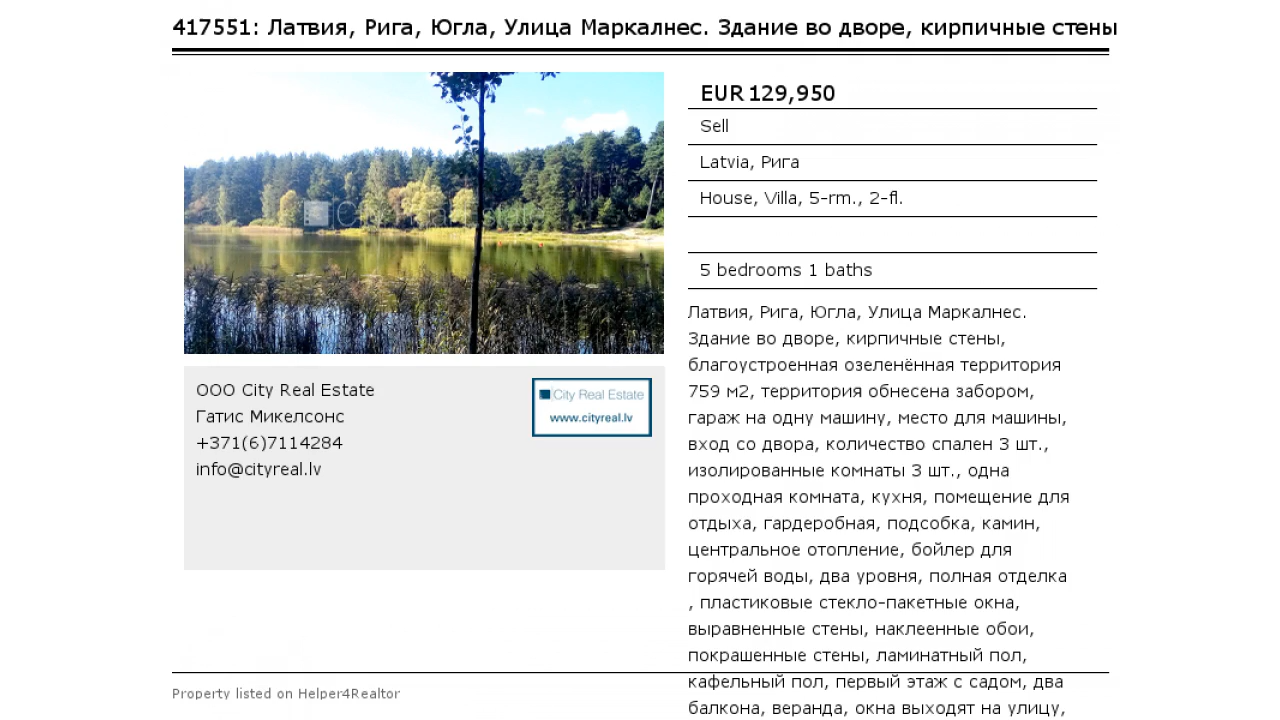 417551: Латвия, Рига, Югла, Улица Маркалнес. Здание во дворе, кирпичные стены
City Real Estate
EUR 129,950
Sell
Latvia, Рига
House, Villa, 5-rm., 2-fl.
5 bedrooms 1 baths
ООО City Real Estate
Гатис Микелсонс
+371(6)7114284
info@cityreal.lv
City Real Estate
www.cityreal.lv
Латвия, Рига, Югла, Улица Маркалнес.
Здание во дворе, кирпичные стены,
благоустроенная озеленённая территория
759 м2, территория обнесена забором,
гараж на одну машину, место для машины,
вход со двора, количество спален 3 шт.,
изолированные комнаты 3 шт., одна
проходная комната, кухня, помещение для
отдыха, гардеробная, подсобка, камин,
центральное отопление, бойлер для
горячей воды, два уровня, полная отделка
, пластиковые стекло-пакетные окна,
выравненные стены, наклеенные обои,
покрашенные стены, ламинатный пол,
кафельный пол, первый этаж с садом, два
балкона, веранда, окна выходят на улицу,
Property listed on Helper4Realtor